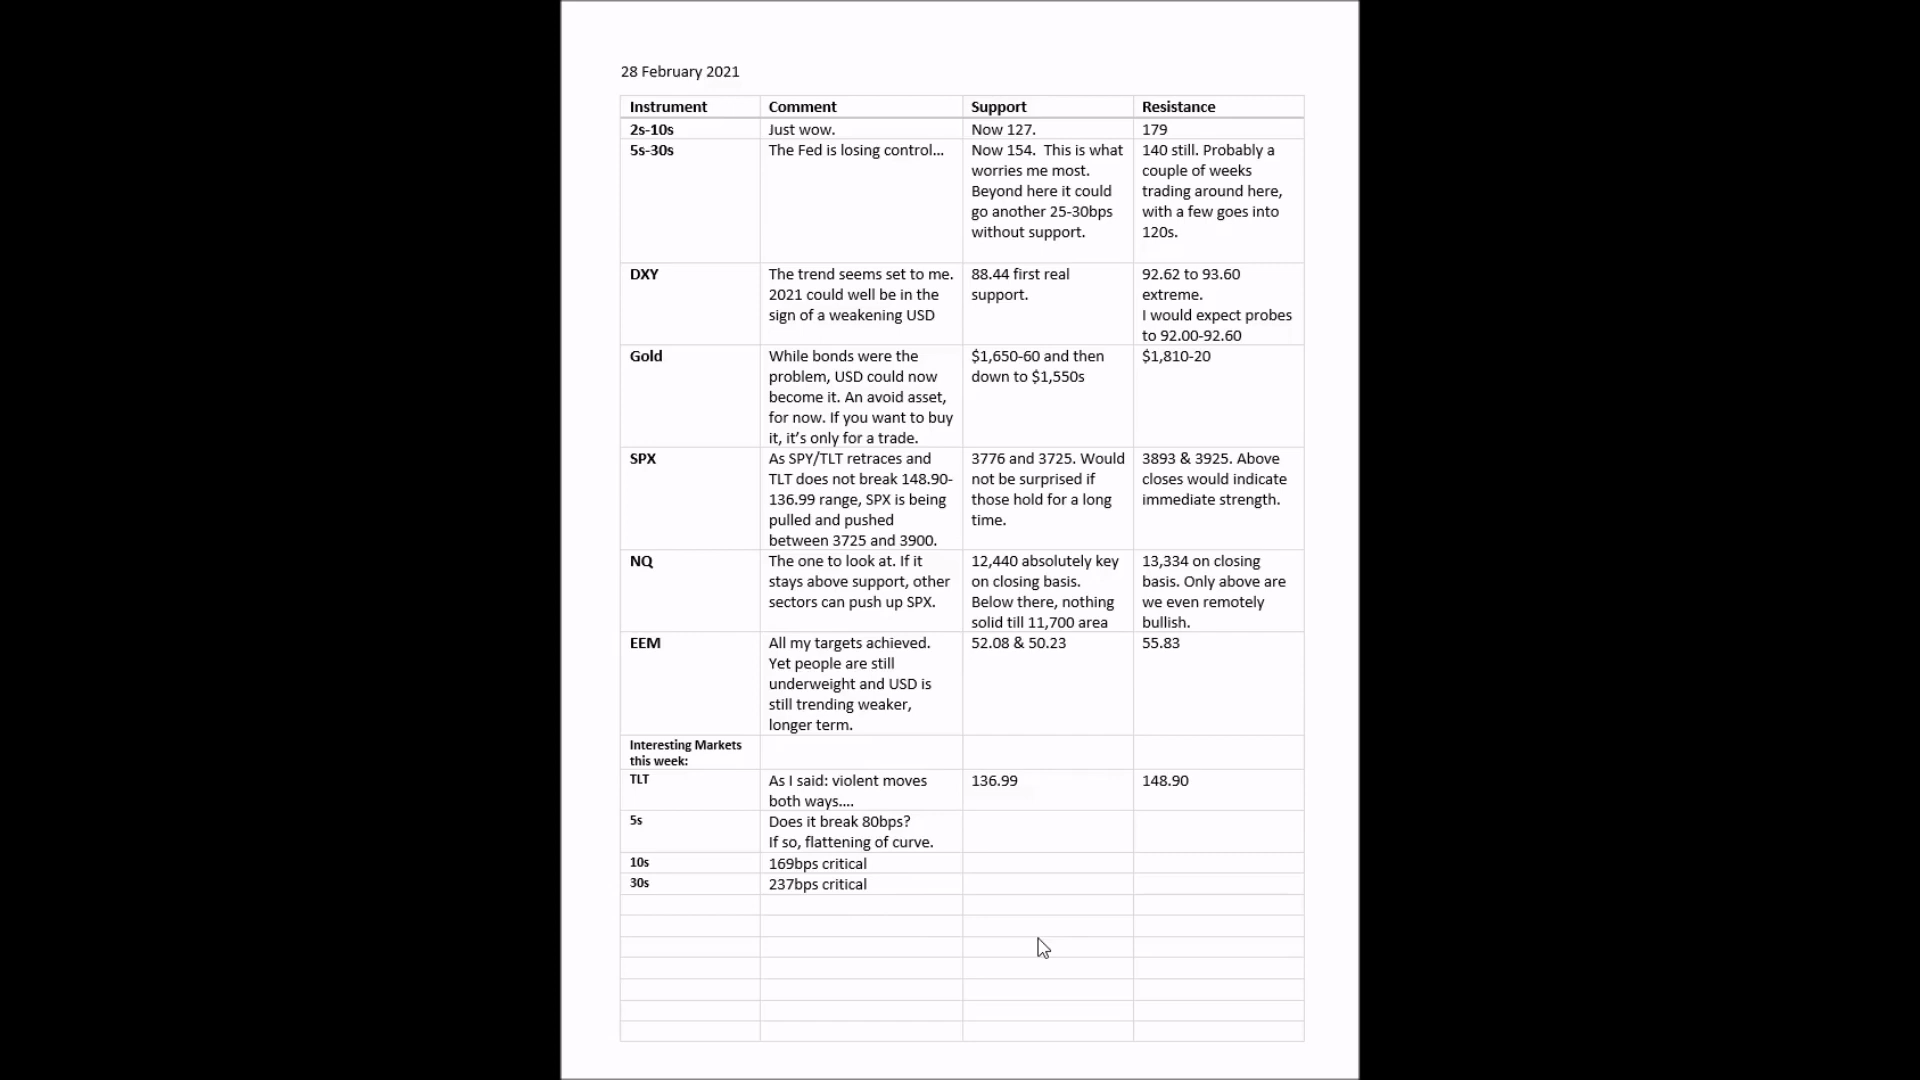 28 February 2021
Instrument Comment Support Resistance
2s-10s Just wow. Now 127. 179
5s-30s The Fed is losing control... Now 154. This is what 140 still. Probably a
worries me most. couple of weeks
Beyond here it could trading around here,
go another 25-30bps with a few goes into
without support. 120s.
DXY The trend seems set to me. 88.44 first real 92.62 to 93.60
2021 could well be in the support. extreme.
sign of a weakening USD I would expect probes
to 92.00-92.60
Gold While bonds were the $1,650-60 and then $1,810-20
problem, USD could now down to $1,550s
become it. An avoid asset,
for now. If you want to buy
it, it's only for a trade.
SPX As SPY/TLT retraces and 3776 and 3725. Would 3893 & 3925. Above
TLT does not break 148.90- not be surprised if closes would indicate
136.99 range, SPX is being those hold for a long immediate strength.
pulled and pushed time.
between 3725 and 3900.
NQ The one to look at. If it 12,440 absolutely key 13,334 on closing
stays above support, other on closing basis. basis. Only above are
sectors can push up SPX. Below there, nothing we even remotely
solid till 11,700 area bullish.
EEM All my targets achieved. 52.08 & 50.23 55.83
Yet people are still
underweight and USD is
still trending weaker,
longer term.
Interesting Markets
this week:
TLT As I said: violent moves 136.99 148.90
both ways....
5s Does it break 80bps?
If so, flattening of curve.
10s 169bps critical
30s 237bps critical